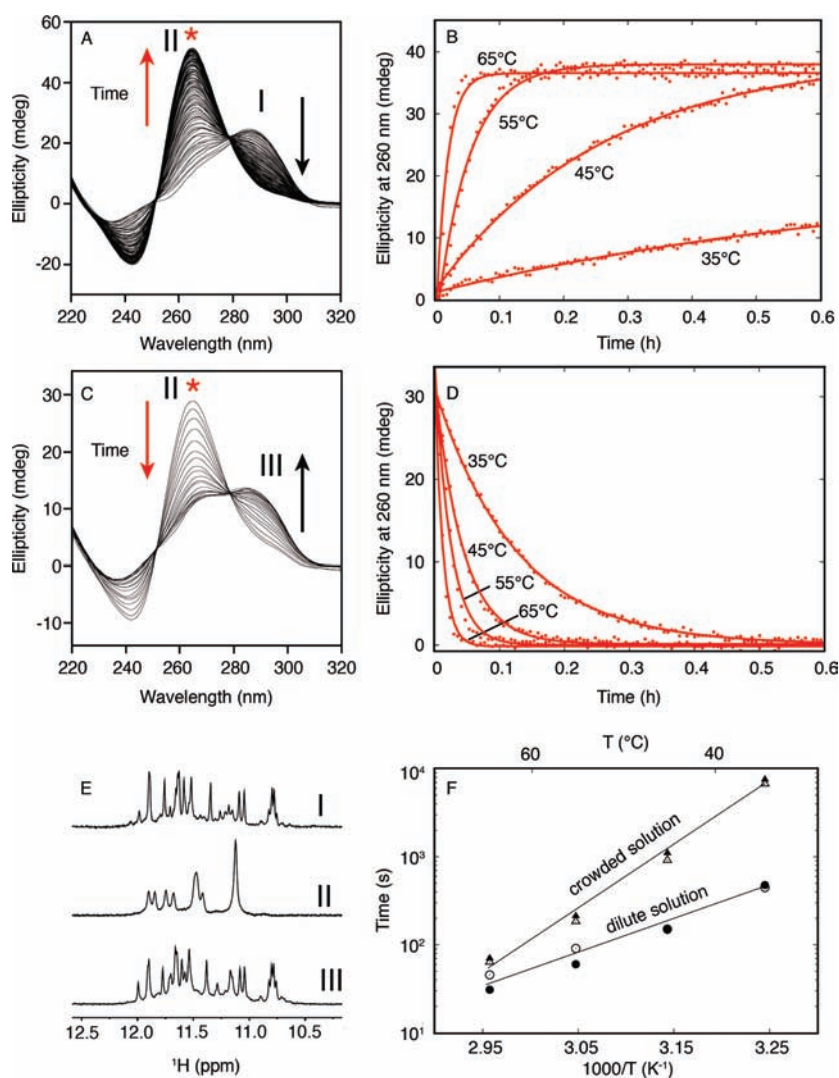 A
II *
Time
I
Ellipticity (mdeg)
60
40
20
0
-20
220 240 260 280 300 320
Wavelength (nm)
B
65°C
55°C
45°C
35°C
Ellipticity at 260 nm (mdeg)
40
30
20
10
0
0 0.1 0.2 0.3 0.4 0.5 0.6
Time (h)
C
II *
Time
III
Ellipticity (mdeg)
30
20
10
0
-10
220 240 260 280 300 320
Wavelength (nm)
D
35°C
45°C
55°C
65°C
Ellipticity at 260 nm (mdeg)
30
20
10
0
0 0.1 0.2 0.3 0.4 0.5 0.6
Time (h)
E
I
II
III
12.5 12.0 11.5 11.0 10.5
¹H (ppm)
T (°C)
60 40
F
crowded solution
dilute solution
Time (s)
10⁴
10³
10²
10¹
2.95 3.05 3.15 3.25
1000/T (K⁻¹)